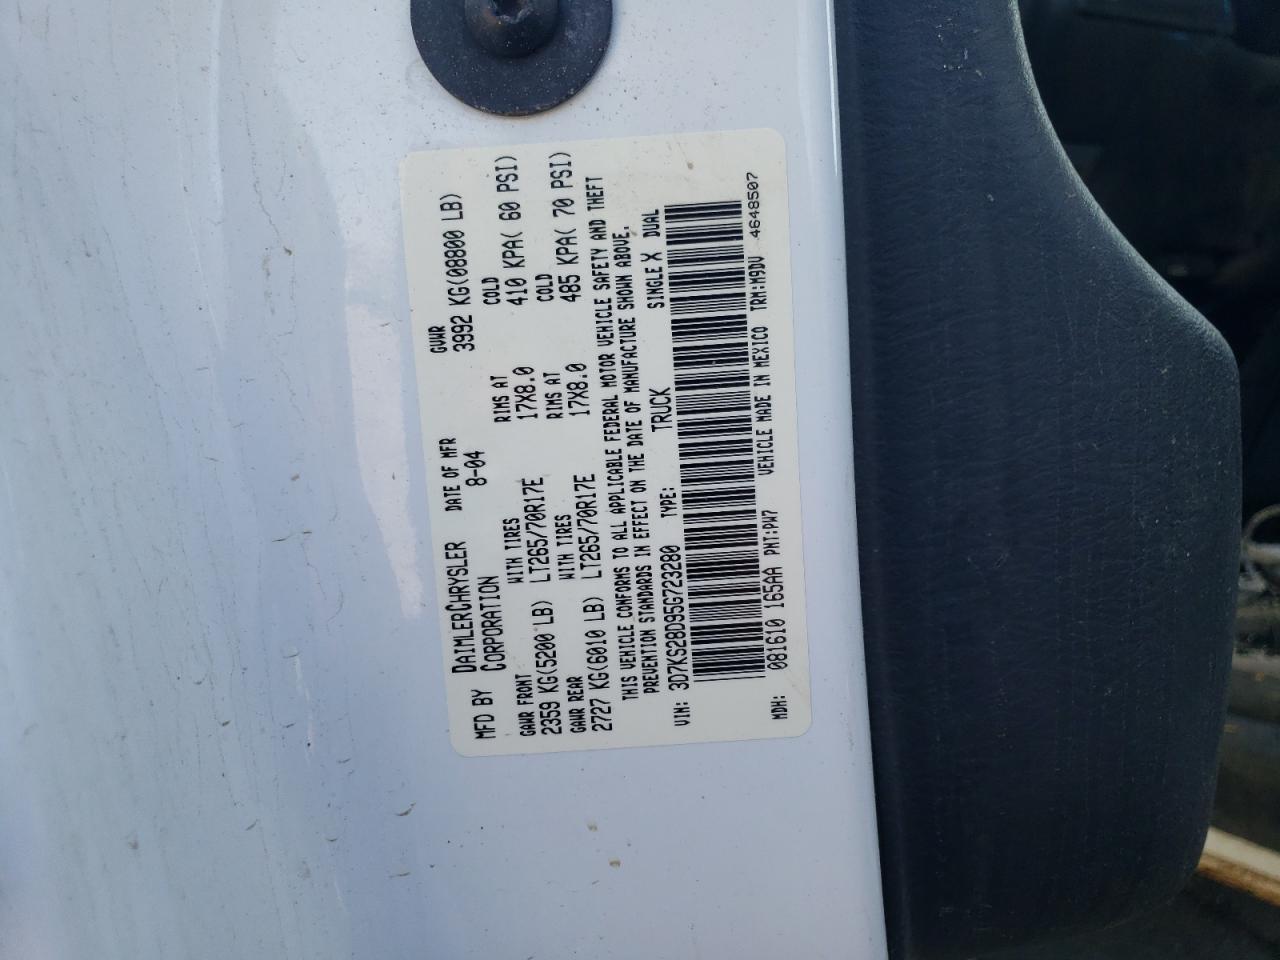 MFD BY DAIMLERCHRYSLER CORPORATION DATE OF MFR 8-04 GVWR 3992 KG(08800 LB)
GAWR FRONT WITH TIRES RIMS AT COLD
2359 KG(5200 LB) LT265/70R17E 17X8.0 410 KPA( 60 PSI)
GAWR REAR WITH TIRES RIMS AT COLD
2727 KG(6010 LB) LT265/70R17E 17X8.0 485 KPA( 70 PSI)
THIS VEHICLE CONFORMS TO ALL APPLICABLE FEDERAL MOTOR VEHICLE SAFETY AND THEFT
PREVENTION STANDARDS IN EFFECT ON THE DATE OF MANUFACTURE SHOWN ABOVE.
VIN: 3D7KS28D95G723280 TYPE: TRUCK SINGLE X DUAL
MDH: 081610 165AA PNT:PW7 VEHICLE MADE IN MEXICO TRM:M9DV 4648507